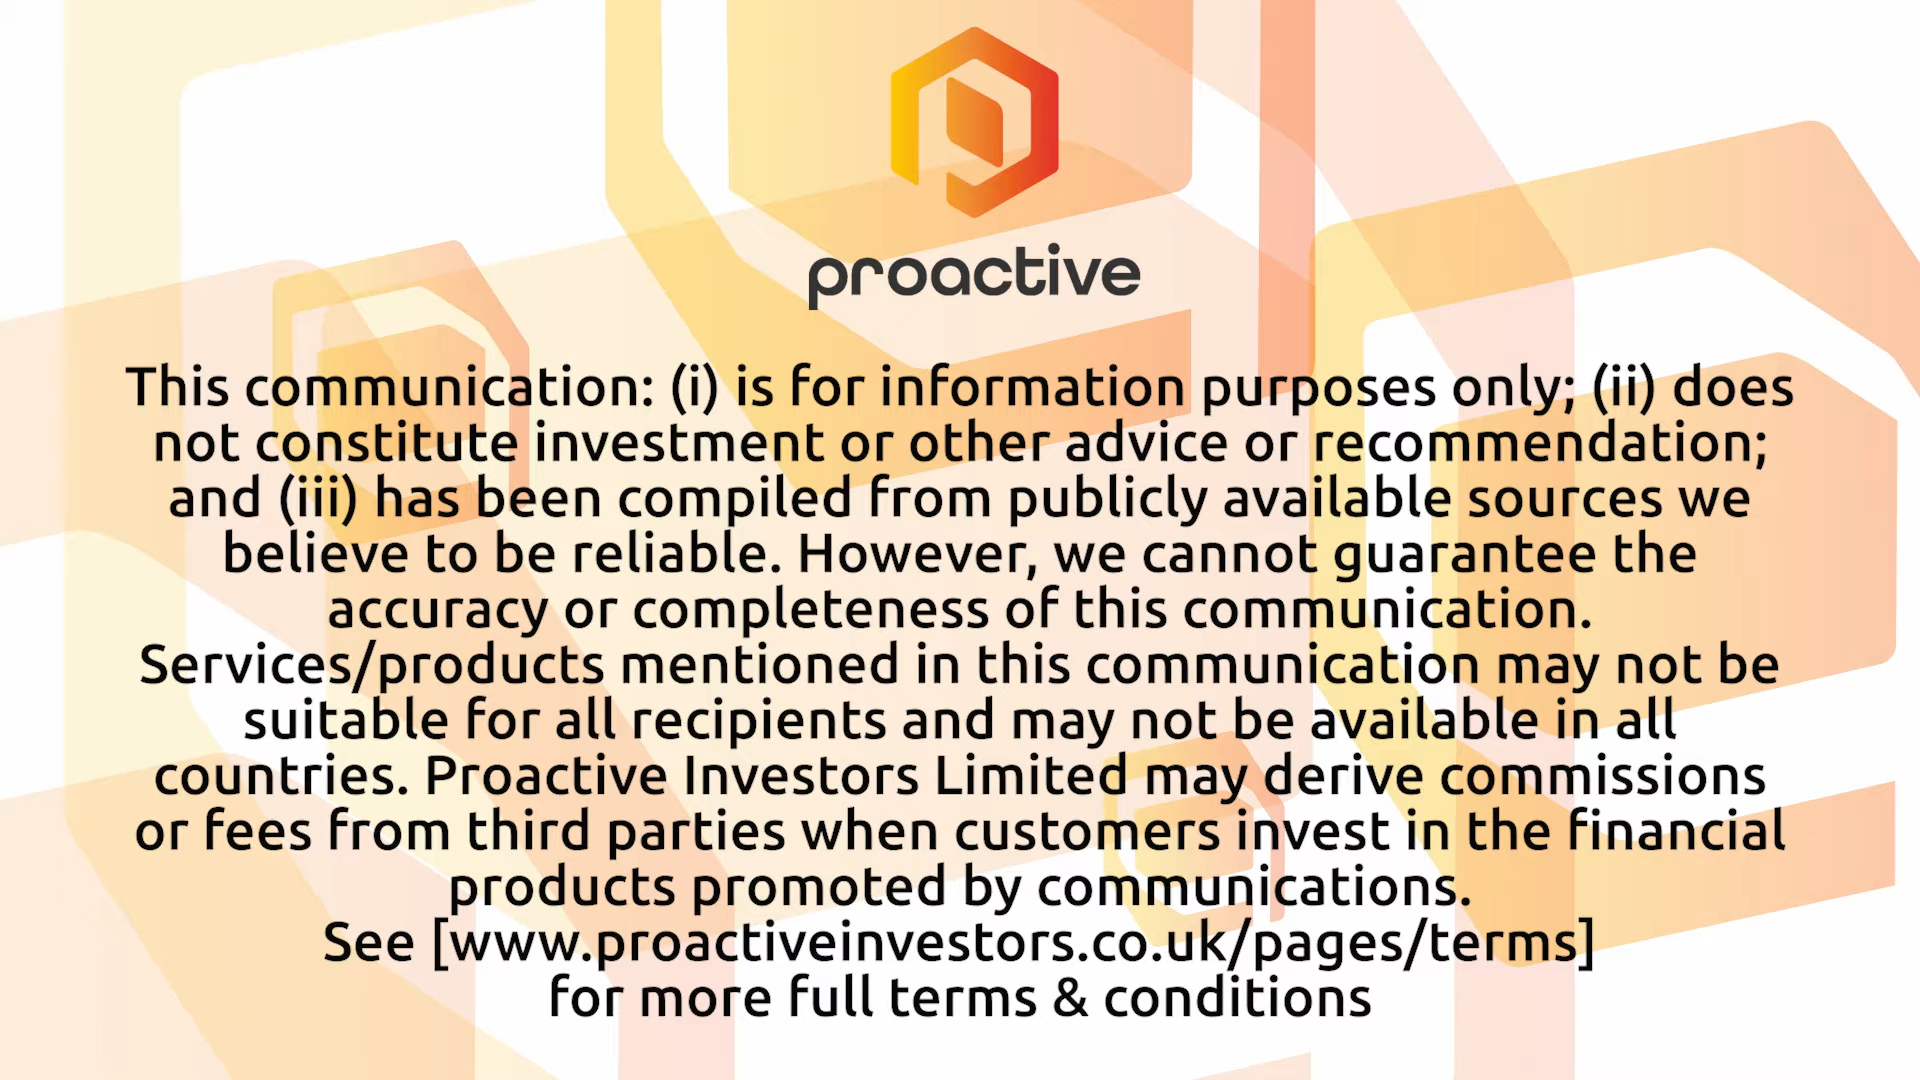 proactive
This communication: (i) is for information purposes only; (ii) does
not constitute investment or other advice or recommendation;
and (iii) has been compiled from publicly available sources we
believe to be reliable. However, we cannot guarantee the
accuracy or completeness of this communication.
Services/products mentioned in this communication may not be
suitable for all recipients and may not be available in all
countries. Proactive Investors Limited may derive commissions
or fees from third parties when customers invest in the financial
products promoted by communications.
See [www.proactiveinvestors.co.uk/pages/terms]
for more full terms & conditions